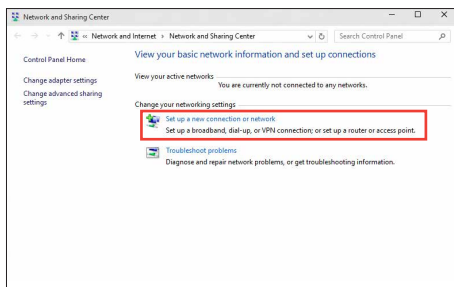 Network and Sharing Center
« Network and Internet › Network and Sharing Center
Search Control Panel
Control Panel Home
Change adapter settings
Change advanced sharing
settings
View your basic network information and set up connections
View your active networks
You are currently not connected to any networks.
Change your networking settings
Set up a new connection or network
Set up a broadband, dial-up, or VPN connection; or set up a router or access point.
Troubleshoot problems
Diagnose and repair network problems, or get troubleshooting information.